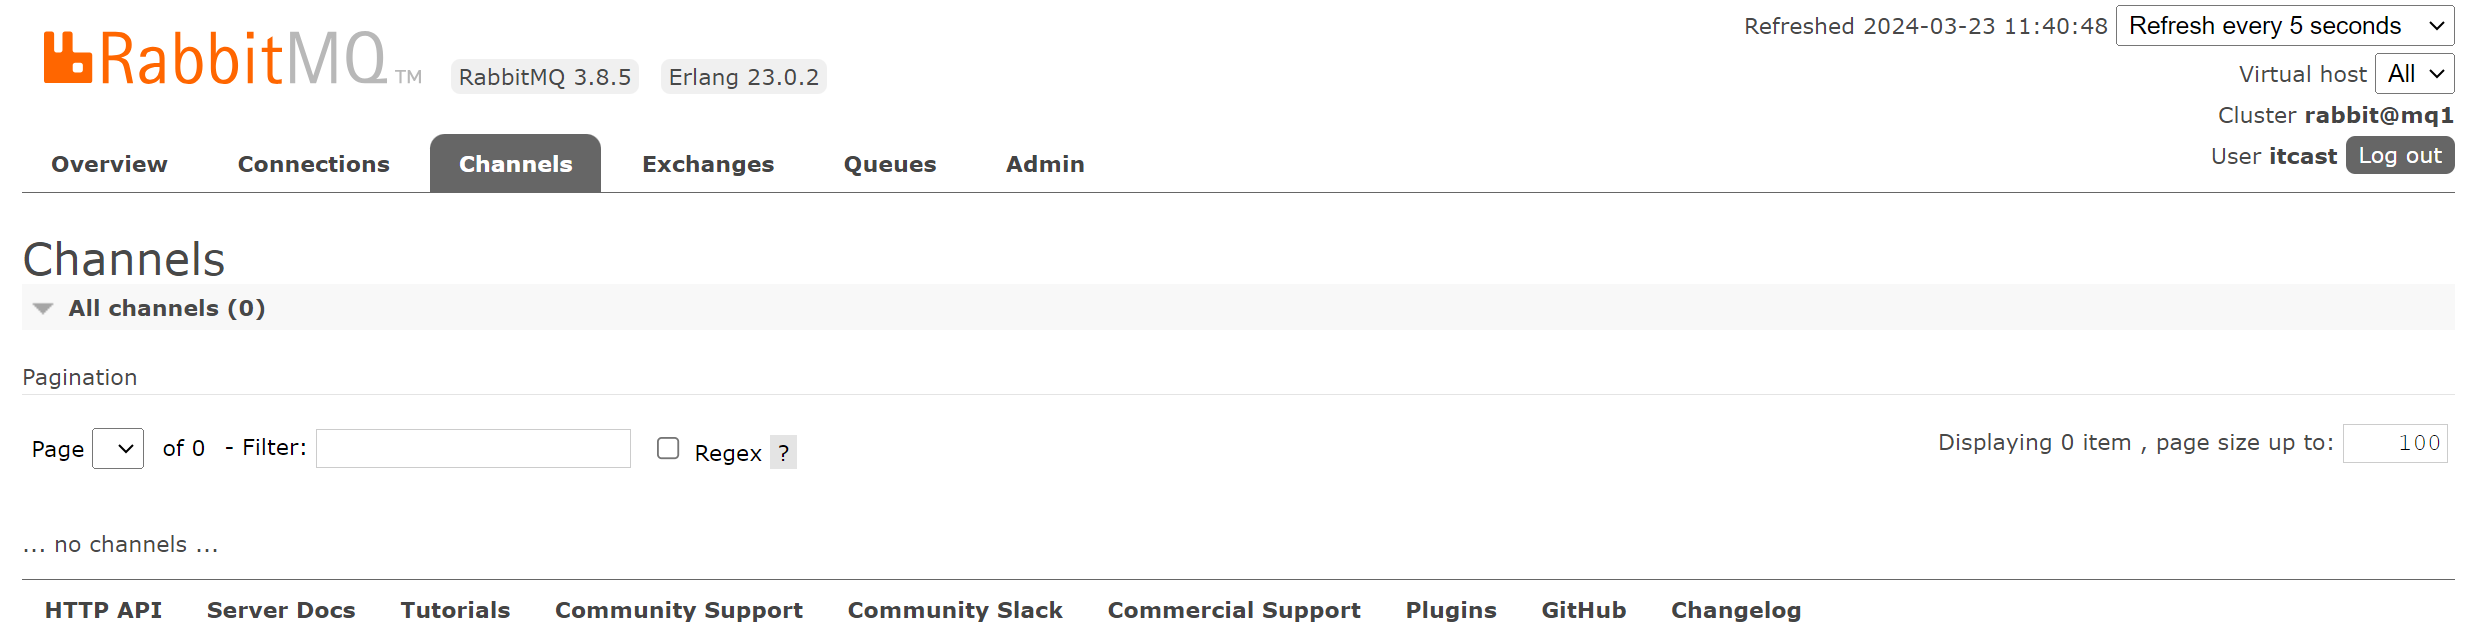 RabbitMQ TM
RabbitMQ 3.8.5
Erlang 23.0.2
Refreshed 2024-03-23 11:40:48 Refresh every 5 seconds
Virtual host All
Cluster rabbit@mq1
User itcast Log out
Overview Connections Channels Exchanges Queues Admin
Channels
All channels (0)
Pagination
Page of 0 - Filter: Regex ? Displaying 0 item , page size up to: 100
... no channels ...
HTTP API Server Docs Tutorials Community Support Community Slack Commercial Support Plugins GitHub Changelog